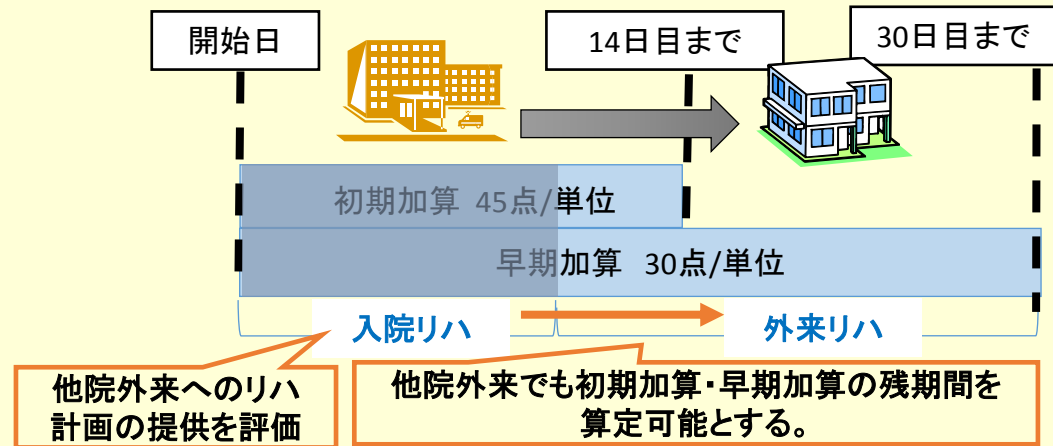 開始日
14日目まで
30日目まで
初期加算 45点/単位
早期加算 30点/単位
入院リハ
外来リハ
他院外来へのリハ
計画の提供を評価
他院外来でも初期加算・早期加算の残期間を
算定可能とする。